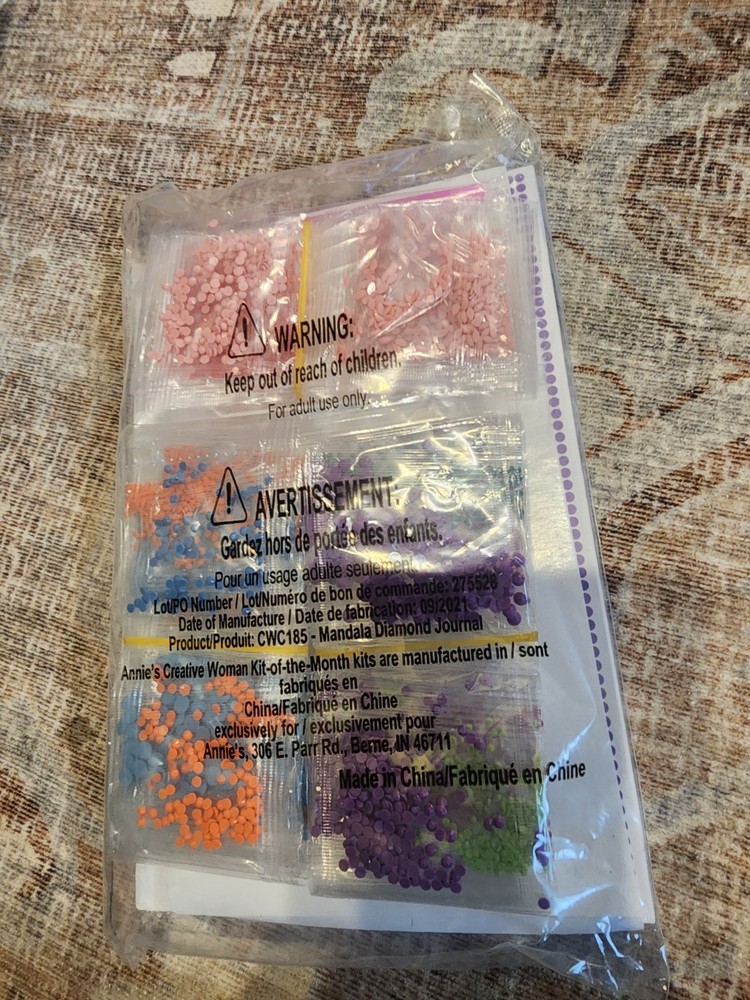 WARNING:
Keep out of reach of children.
For adult use only.
AVERTISSEMENT:
Gardez hors de portée des enfants.
Pour un usage adulte seulement.
Lot/PO Number / Lot/Numéro de bon de commande: 275526
Date of Manufacture / Date de fabrication: 09/2021
Product/Produit: CWC185 - Mandala Diamond Journal
Annie's Creative Woman Kit-of-the-Month kits are manufactured in / sont
fabriqués en
China/Fabriqué en Chine
exclusively for / exclusivement pour
Annie's, 306 E. Parr Rd., Berne, IN 46711
Made in China/Fabriqué en Chine